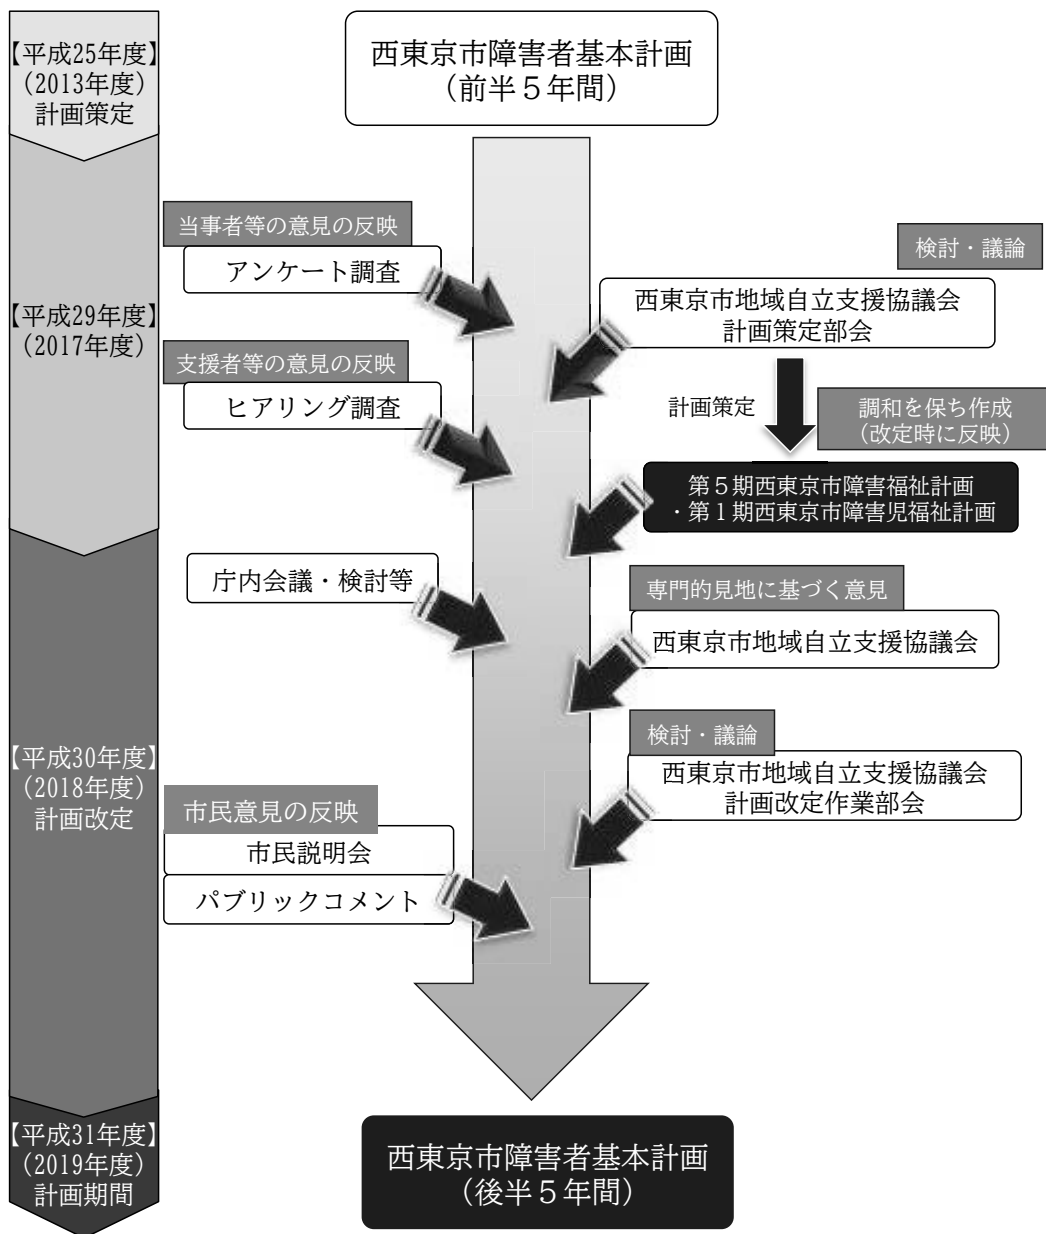 【平成25年度】
（2013年度）
計画策定
西東京市障害者基本計画
（前半５年間）
【平成29年度】
（2017年度）
当事者等の意見の反映
アンケート調査
検討・議論
西東京市地域自立支援協議会
計画策定部会
支援者等の意見の反映
ヒアリング調査
計画策定
調和を保ち作成
（改定時に反映）
第５期西東京市障害福祉計画
・第１期西東京市障害児福祉計画
【平成30年度】
（2018年度）
計画改定
庁内会議・検討等
専門的見地に基づく意見
西東京市地域自立支援協議会
検討・議論
西東京市地域自立支援協議会
計画改定作業部会
市民意見の反映
市民説明会
パブリックコメント
【平成31年度】
（2019年度）
計画期間
西東京市障害者基本計画
（後半５年間）